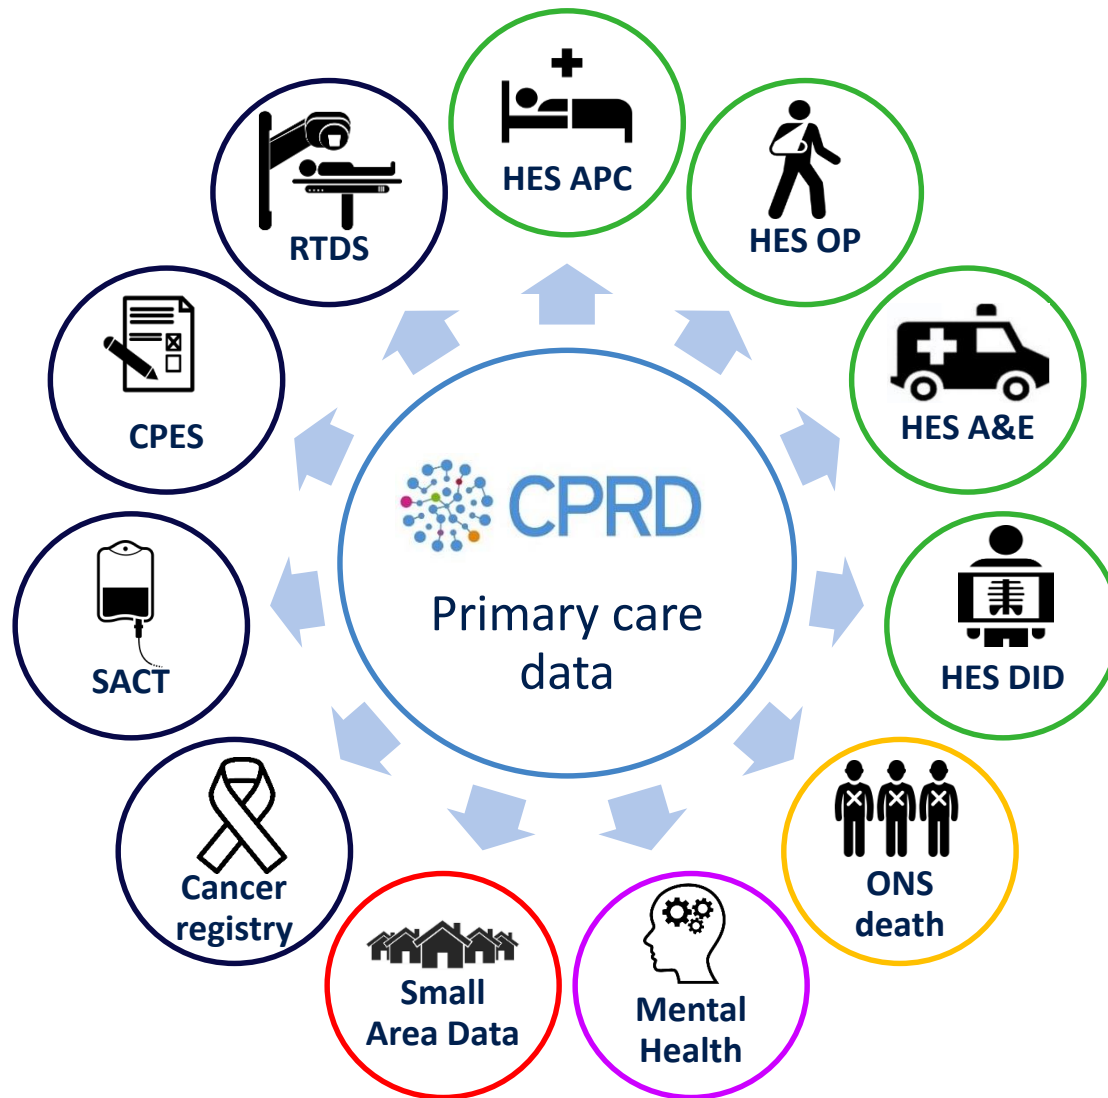 HES APC
HES OP
HES A&E
HES DID
ONS
death
Mental
Health
Small
Area Data
Cancer
registry
SACT
CPES
RTDS
CPRD
Primary care
data